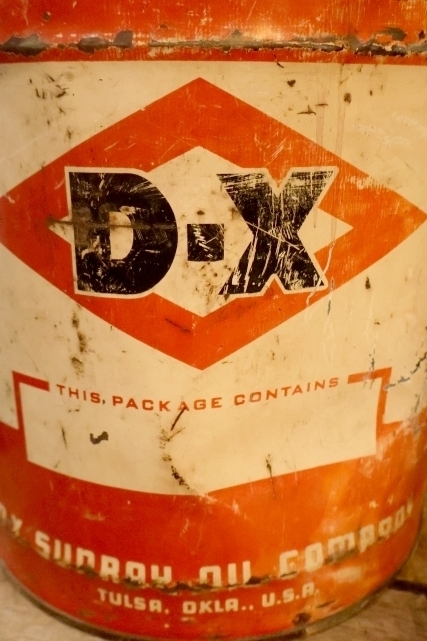 D-X
THIS PACKAGE CONTAINS
SUNRAY OIL COMPANY
TULSA, OKLA., U.S.A.